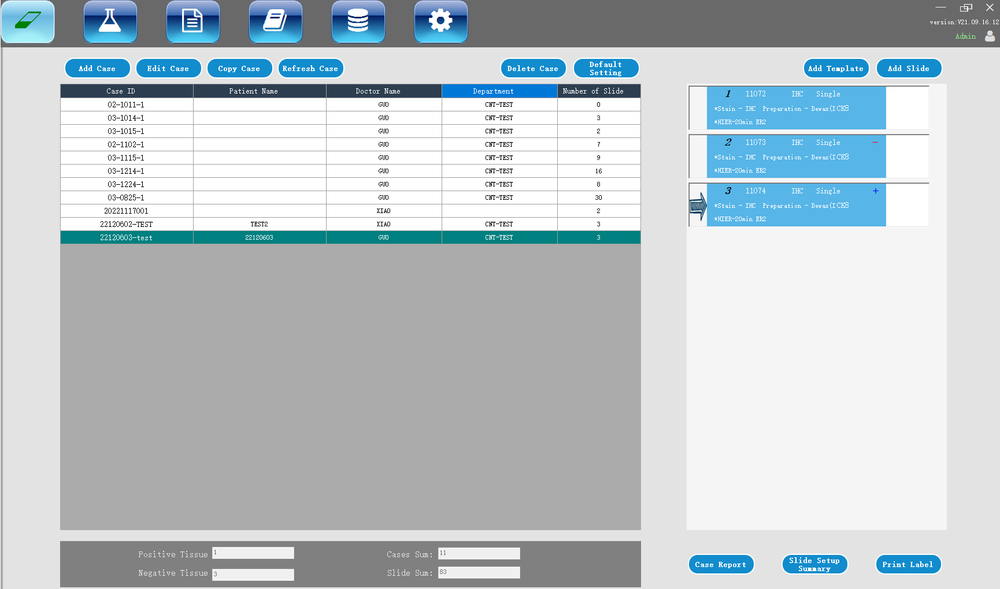 version:V21.09.16.12
Admin
Add Case Edit Case Copy Case Refresh Case Delete Case Default Setting Add Template Add Slide
Case ID Patient Name Doctor Name Department Number of Slide
02-1011-1 GUO CNT-TEST 0
03-1014-1 GUO CNT-TEST 3
03-1015-1 GUO CNT-TEST 2
02-1102-1 GUO CNT-TEST 7
03-1115-1 GUO CNT-TEST 9
03-1214-1 GUO CNT-TEST 16
03-1224-1 GUO CNT-TEST 8
03-0825-1 GUO CNT-TEST 30
20221117001 XIAO 2
22120602-TEST TEST2 XIAO CNT-TEST 3
22120603-test 22120603 GUO CNT-TEST 3
1 11072 IHC Single
*Stain - IHC Preparation - Dewax(ICK8
*HIER-20min ER2
2 11073 IHC Single −
*Stain - IHC Preparation - Dewax(ICK8
*HIER-20min ER2
3 11074 IHC Single +
*Stain - IHC Preparation - Dewax(ICK8
*HIER-20min ER2
Positive Tissue 1 Cases Sum: 11
Negative Tissue 3 Slide Sum: 83
Case Report Slide Setup Summary Print Label